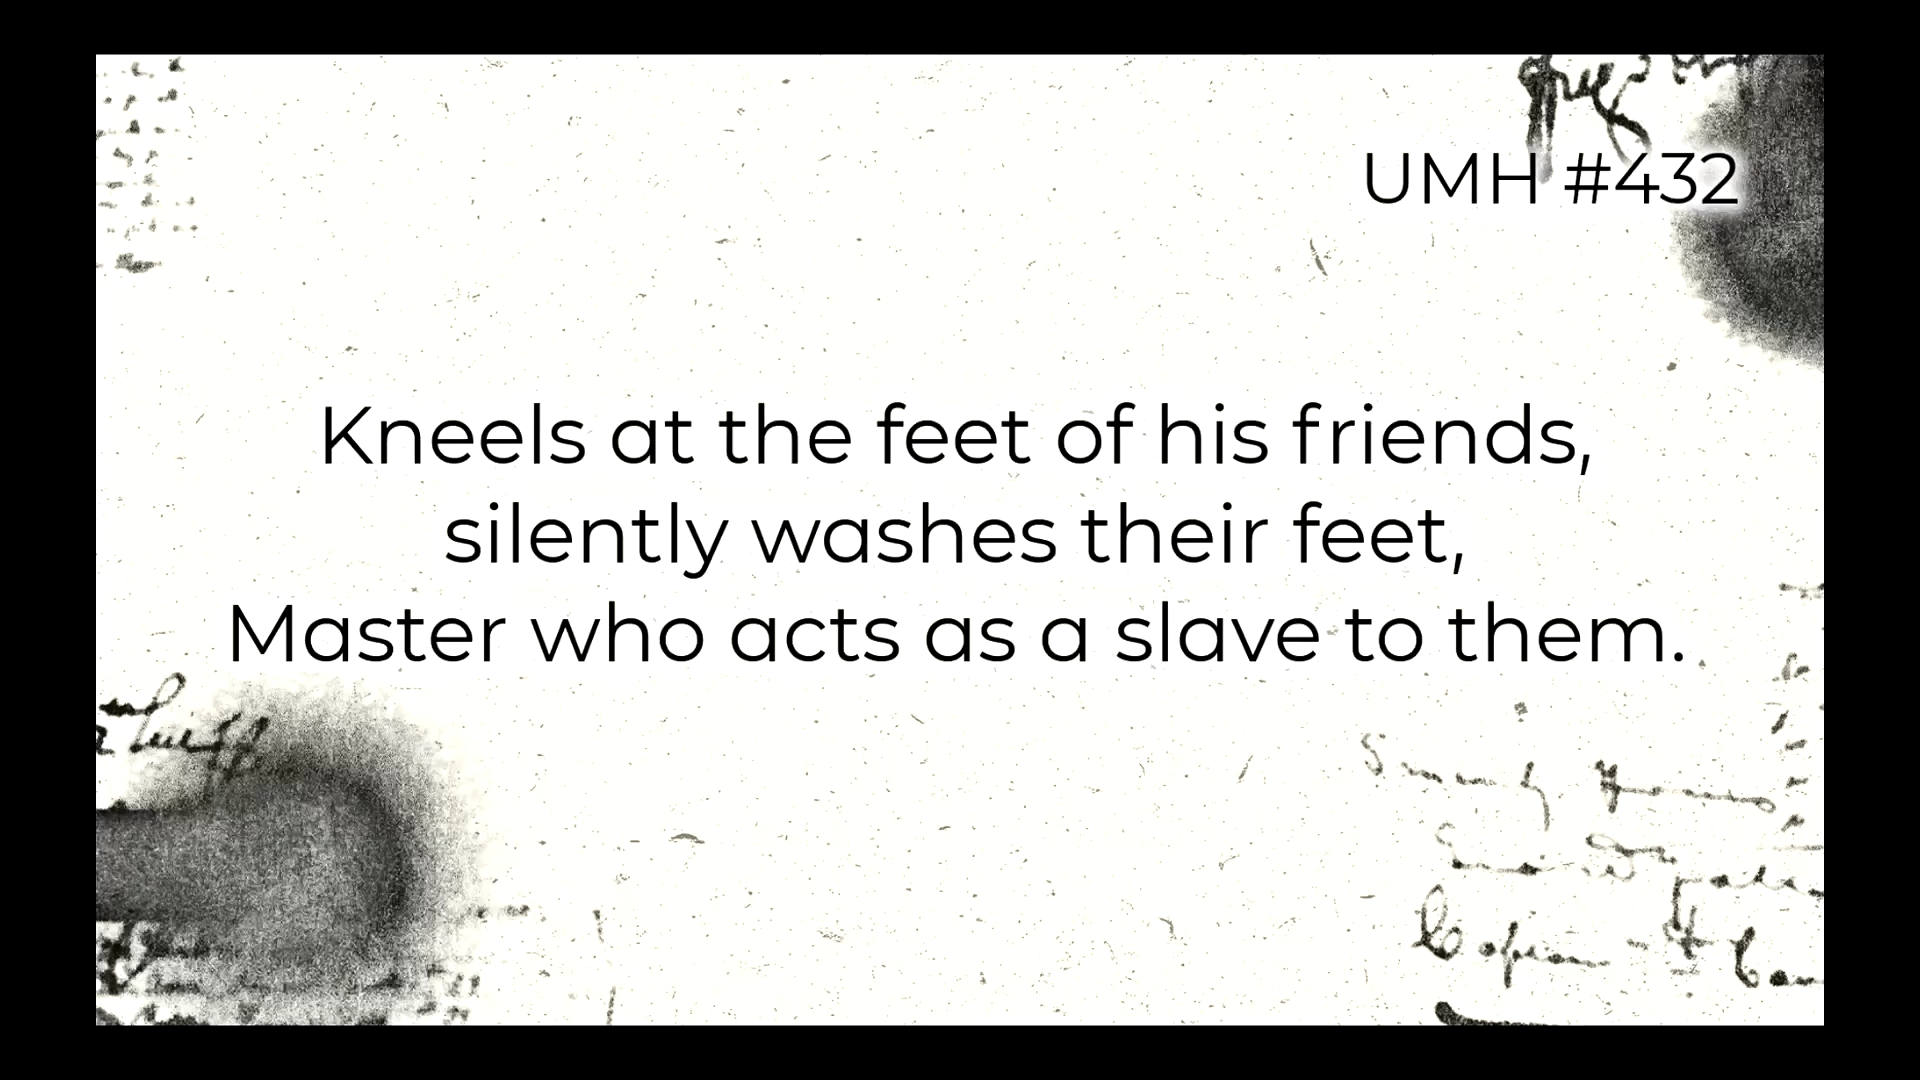 UMH #432
Kneels at the feet of his friends,
silently washes their feet,
Master who acts as a slave to them.